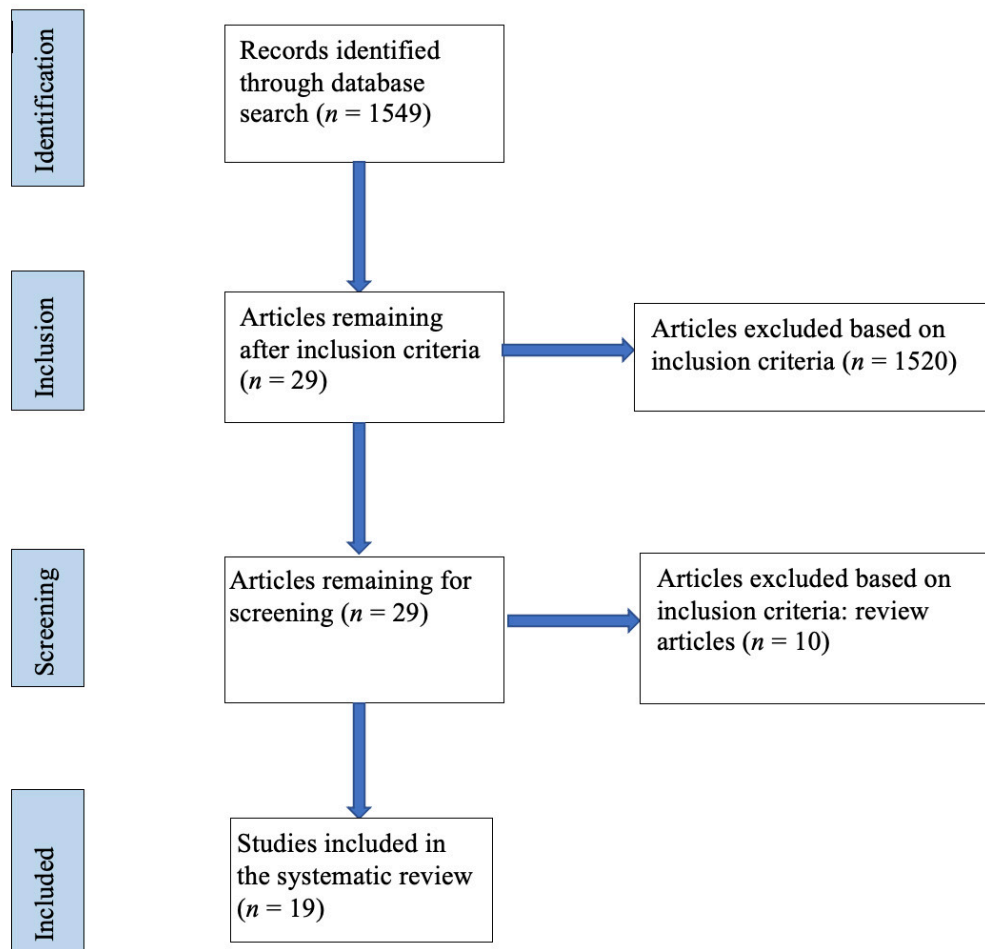 Identification
Records identified
through database
search (n = 1549)
Inclusion
Articles remaining
after inclusion criteria
(n = 29)
Articles excluded based on
inclusion criteria (n = 1520)
Screening
Articles remaining for
screening (n = 29)
Articles excluded based on
inclusion criteria: review
articles (n = 10)
Included
Studies included in
the systematic review
(n = 19)